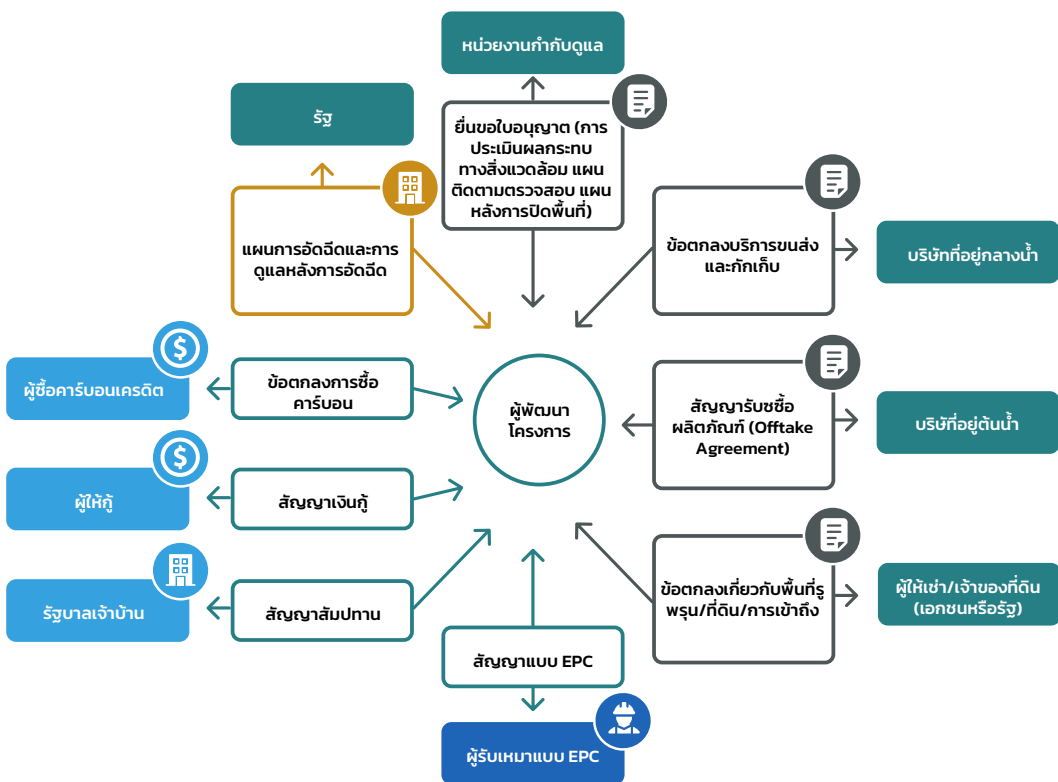 หน่วยงานกำกับดูแล
รัฐ
ยื่นขอใบอนุญาต (การ
ประเมินผลกระทบ
ทางสิ่งแวดล้อม แผน
ติดตามตรวจสอบ แผน
หลังการปิดพื้นที่)
แผนการอัดฉีดและการ
ดูแลหลังการอัดฉีด
ข้อตกลงบริการขนส่ง
และกักเก็บ
บริษัทที่อยู่กลางน้ำ
ผู้ซื้อคาร์บอนเครดิต
ข้อตกลงการซื้อ
คาร์บอน
ผู้พัฒนา
โครงการ
สัญญารับซซื้อ
ผลิตภัณฑ์ (Offtake
Agreement)
บริษัที่อยู่ต้นน้ำ
ผู้ให้กู้
สัญญาเงินกู้
รัฐบาลเจ้าบ้าน
สัญญาสัมปทาน
ข้อตกลงเกี่ยวกับพื้นที่รู
พรุน/ที่ดิน/การเข้าถึง
ผู้ให้เช่า/เจ้าของที่ดิน
(เอกชนหรือรัฐ)
สัญญาแบบ EPC
ผู้รับเหมาแบบ EPC